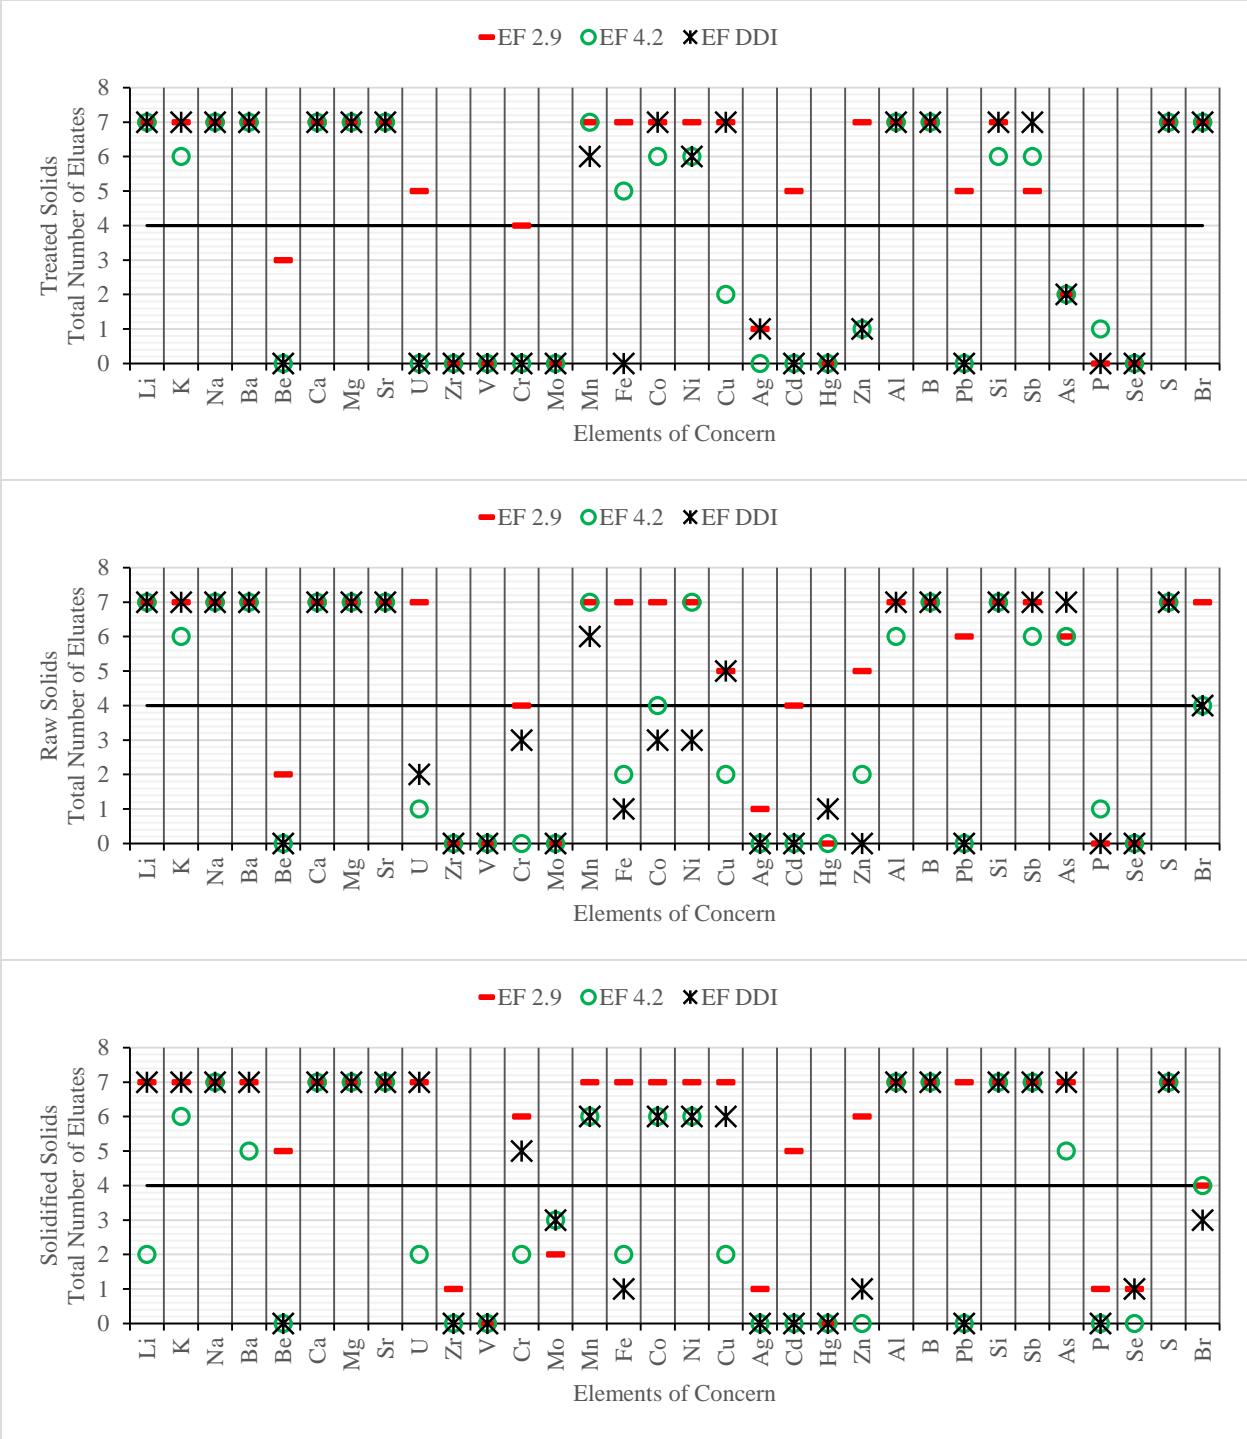 EF 2.9 EF 4.2 EF DDI
Treated Solids
Total Number of Eluates
8
7
6
5
4
3
2
1
0
Li K Na Ba Be Ca Mg Sr U Zr V Cr Mo Mn Fe Co Ni Cu Ag Cd Hg Zn Al B Pb Si Sb As P Se S Br
Elements of Concern
EF 2.9 EF 4.2 EF DDI
Raw Solids
Total Number of Eluates
8
7
6
5
4
3
2
1
0
Li K Na Ba Be Ca Mg Sr U Zr V Cr Mo Mn Fe Co Ni Cu Ag Cd Hg Zn Al B Pb Si Sb As P Se S Br
Elements of Concern
EF 2.9 EF 4.2 EF DDI
Solidified Solids
Total Number of Eluates
8
7
6
5
4
3
2
1
0
Li K Na Ba Be Ca Mg Sr U Zr V Cr Mo Mn Fe Co Ni Cu Ag Cd Hg Zn Al B Pb Si Sb As P Se S Br
Elements of Concern